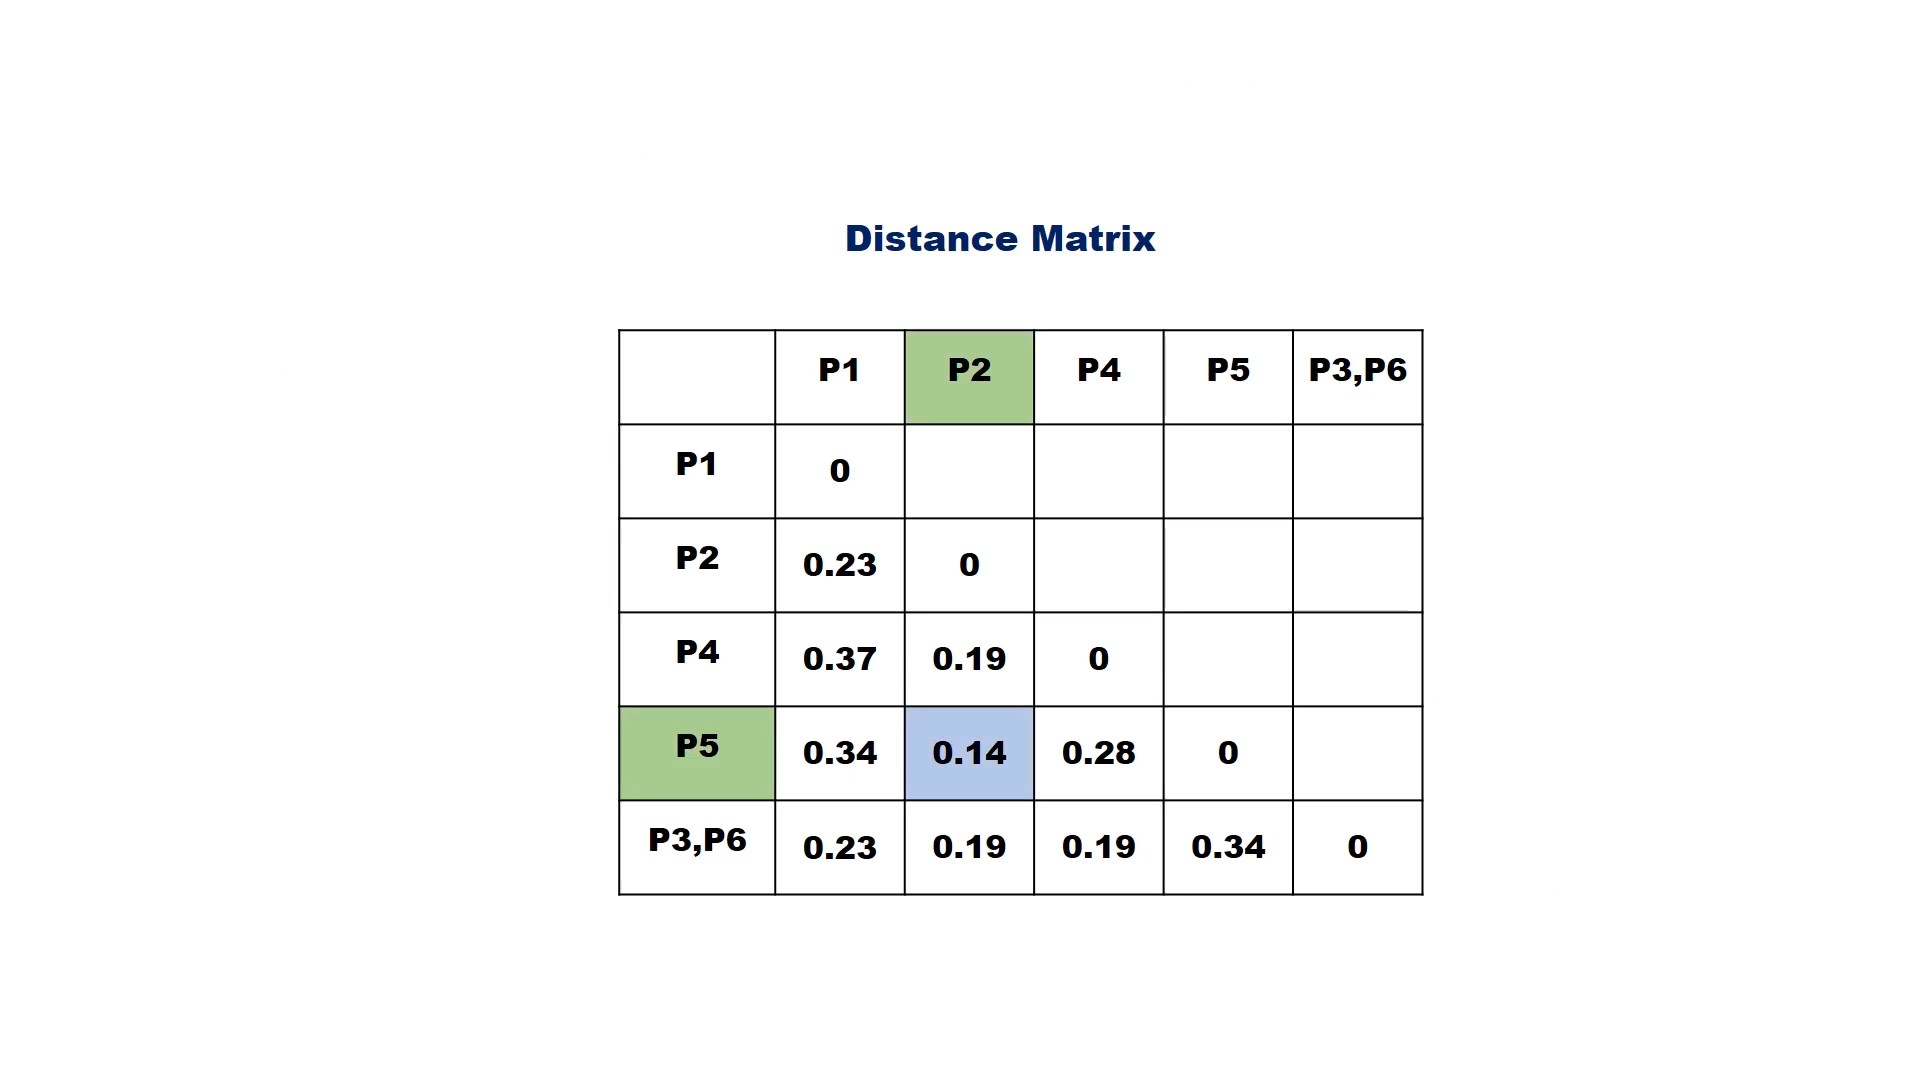 Distance Matrix
P1 P2 P4 P5 P3,P6
P1 0
P2 0.23 0
P4 0.37 0.19 0
P5 0.34 0.14 0.28 0
P3,P6 0.23 0.19 0.19 0.34 0